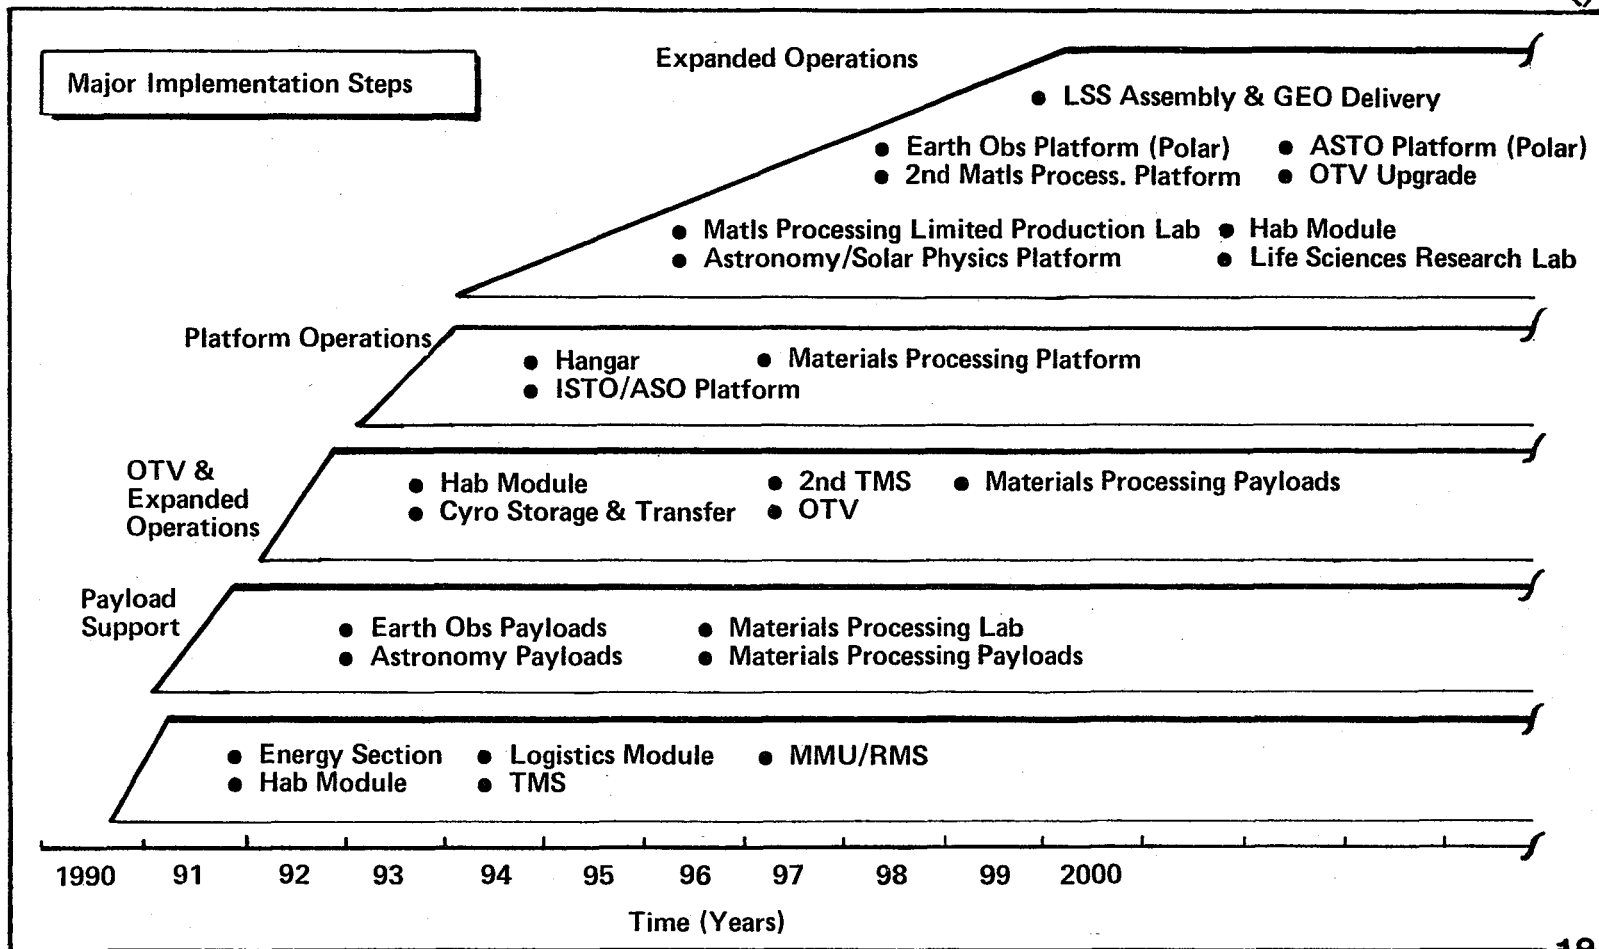 Major Implementation Steps
Expanded Operations
● LSS Assembly & GEO Delivery
● Earth Obs Platform (Polar) ● ASTO Platform (Polar)
● 2nd Matls Process. Platform ● OTV Upgrade
● Matls Processing Limited Production Lab ● Hab Module
● Astronomy/Solar Physics Platform ● Life Sciences Research Lab
Platform Operations
● Hangar ● Materials Processing Platform
● ISTO/ASO Platform
OTV &
Expanded
Operations
● Hab Module ● 2nd TMS ● Materials Processing Payloads
● Cyro Storage & Transfer ● OTV
Payload
Support
● Earth Obs Payloads ● Materials Processing Lab
● Astronomy Payloads ● Materials Processing Payloads
● Energy Section ● Logistics Module ● MMU/RMS
● Hab Module ● TMS
1990 91 92 93 94 95 96 97 98 99 2000
Time (Years)